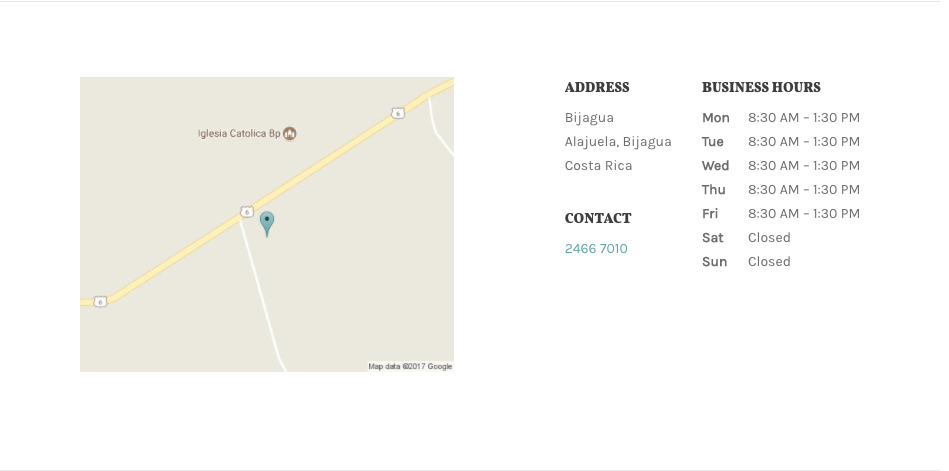 Iglesia Catolica Bp
6
6
6
Map data ©2017 Google
ADDRESS
Bijagua
Alajuela, Bijagua
Costa Rica
CONTACT
2466 7010
BUSINESS HOURS
Mon 8:30 AM – 1:30 PM
Tue 8:30 AM – 1:30 PM
Wed 8:30 AM – 1:30 PM
Thu 8:30 AM – 1:30 PM
Fri 8:30 AM – 1:30 PM
Sat Closed
Sun Closed